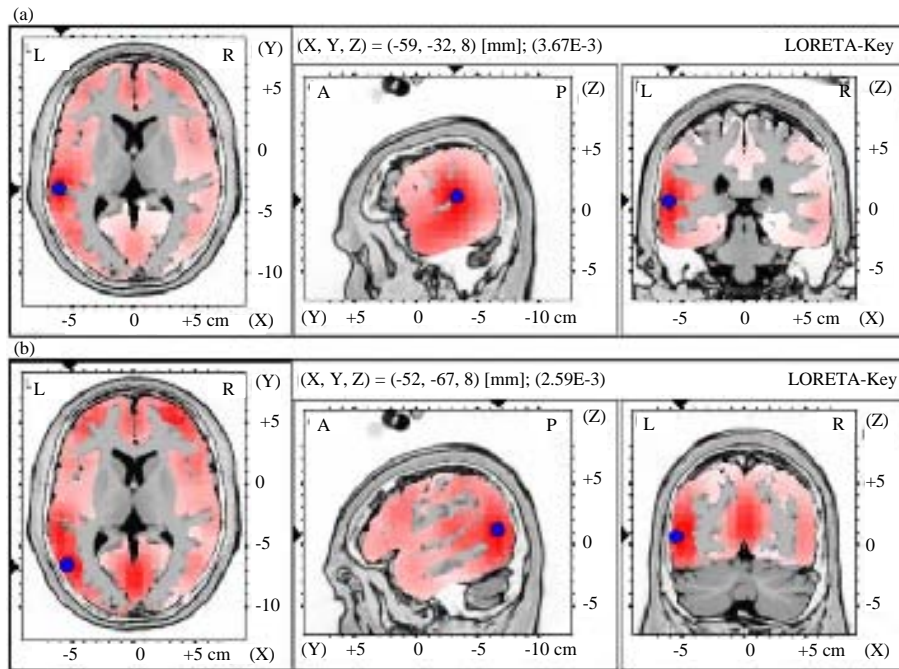 (a)
L R (Y)
+5
0
-5
-10
-5 0 +5 cm (X)
(X, Y, Z) = (-59, -32, 8) [mm]; (3.67E-3) LORETA-Key
A P (Z)
+5
0
-5
(Y) +5 0 -5 -10 cm
L R (Z)
+5
0
-5
-5 0 +5 cm (X)
(b)
L R (Y)
+5
0
-5
-10
-5 0 +5 cm (X)
(X, Y, Z) = (-52, -67, 8) [mm]; (2.59E-3) LORETA-Key
A P (Z)
+5
0
-5
(Y) +5 0 -5 -10 cm
L R (Z)
+5
0
-5
-5 0 +5 cm (X)